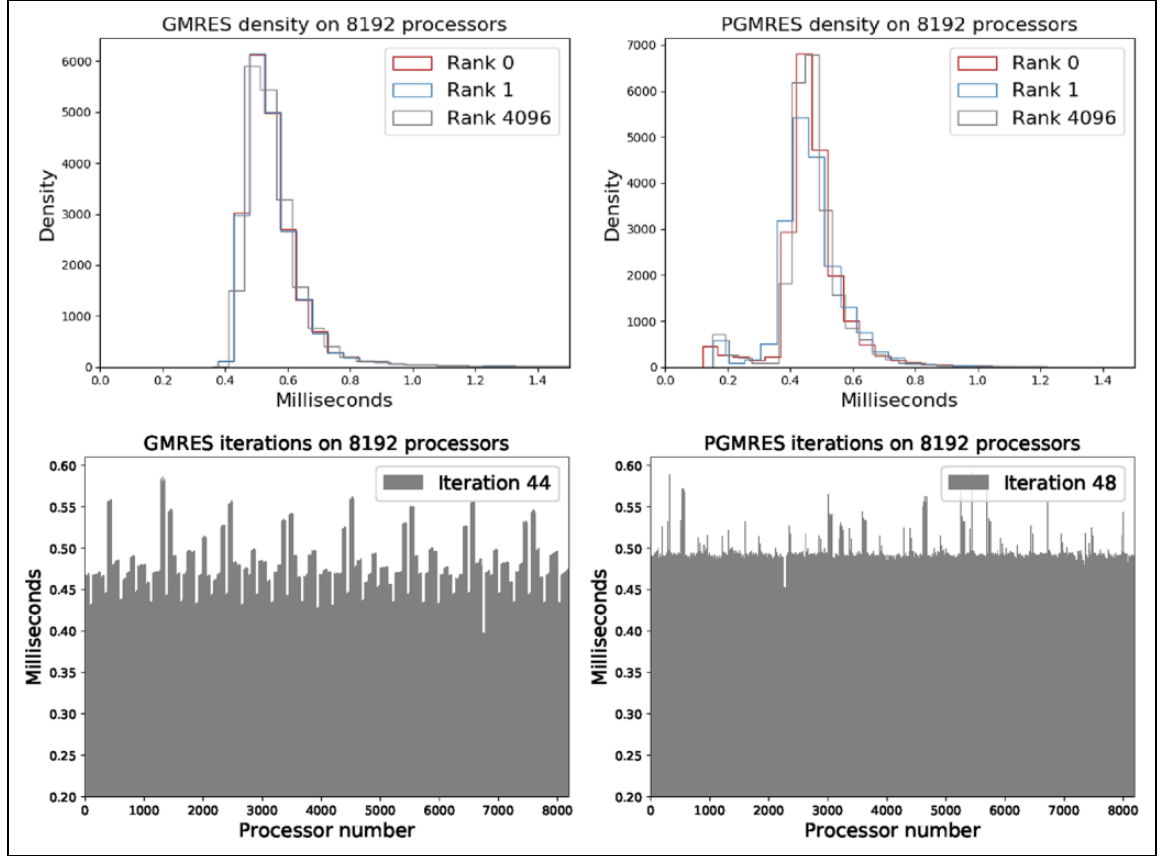 GMRES density on 8192 processors
Rank 0
Rank 1
Rank 4096
6000
5000
4000
3000
2000
1000
0
Density
0.0 0.2 0.4 0.6 0.8 1.0 1.2 1.4
Milliseconds
PGMRES density on 8192 processors
Rank 0
Rank 1
Rank 4096
7000
6000
5000
4000
3000
2000
1000
0
Density
0.0 0.2 0.4 0.6 0.8 1.0 1.2 1.4
Milliseconds
GMRES iterations on 8192 processors
Iteration 44
0.60
0.55
0.50
0.45
0.40
0.35
0.30
0.25
0.20
Milliseconds
0 1000 2000 3000 4000 5000 6000 7000 8000
Processor number
PGMRES iterations on 8192 processors
Iteration 48
0.60
0.55
0.50
0.45
0.40
0.35
0.30
0.25
0.20
Milliseconds
0 1000 2000 3000 4000 5000 6000 7000 8000
Processor number